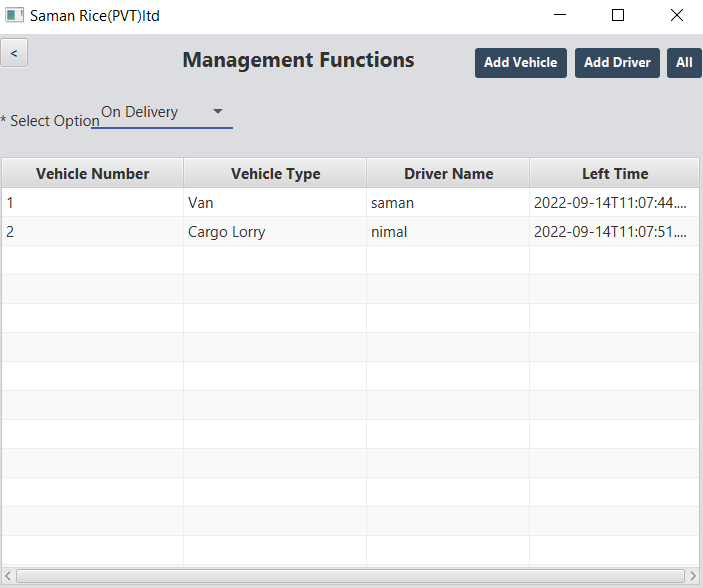 Saman Rice(PVT)ltd
<
Management Functions
Add Vehicle
Add Driver
All
* Select Option
On Delivery
Vehicle Number Vehicle Type Driver Name Left Time
1 Van saman 2022-09-14T11:07:44....
2 Cargo Lorry nimal 2022-09-14T11:07:51....